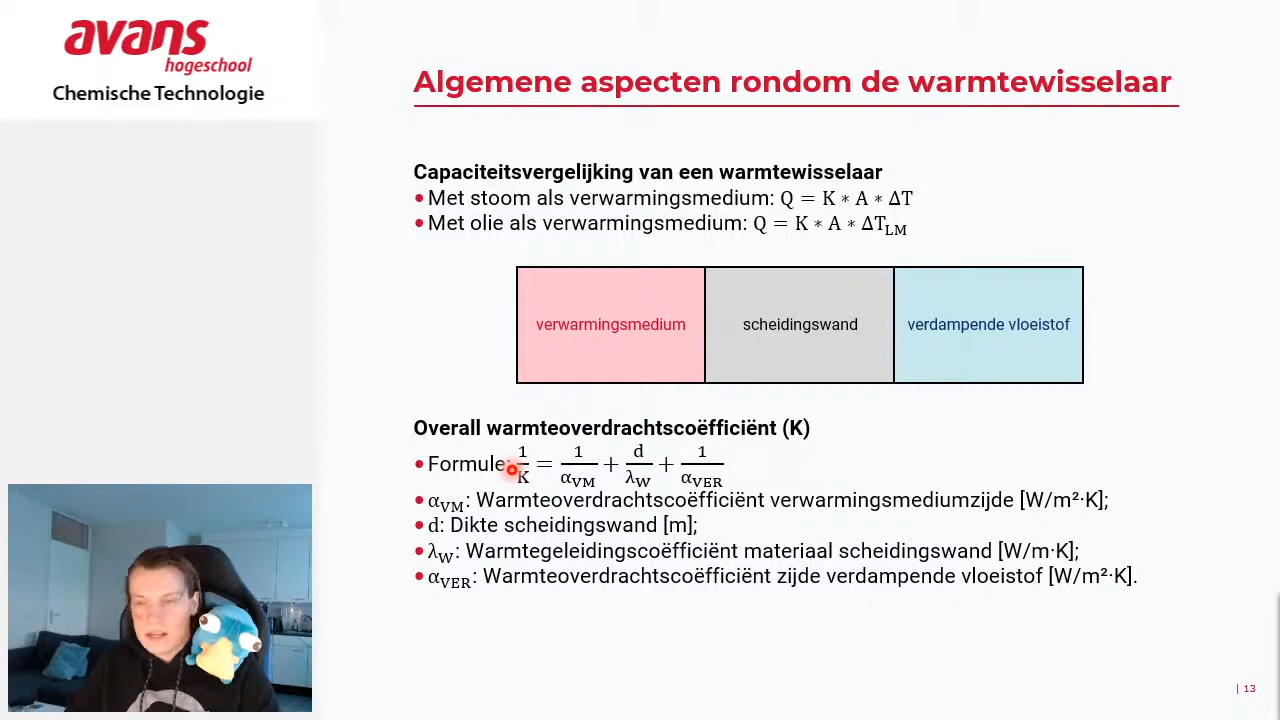 avans
hogeschool
Chemische Technologie
Algemene aspecten rondom de warmtewisselaar
Capaciteitsvergelijking van een warmtewisselaar
• Met stoom als verwarmingsmedium: Q = K ∗ A ∗ ΔT
• Met olie als verwarmingsmedium: Q = K ∗ A ∗ ΔT_LM
verwarmingsmedium scheidingswand verdampende vloeistof
Overall warmteoverdrachtscoëfficiënt (K)
• Formule: 1/K = 1/α_VM + d/λ_W + 1/α_VER
• α_VM: Warmteoverdrachtscoëfficiënt verwarmingsmediumzijde [W/m²·K];
• d: Dikte scheidingswand [m];
• λ_W: Warmtegeleidingscoëfficiënt materiaal scheidingswand [W/m·K];
• α_VER: Warmteoverdrachtscoëfficiënt zijde verdampende vloeistof [W/m²·K].
| 13